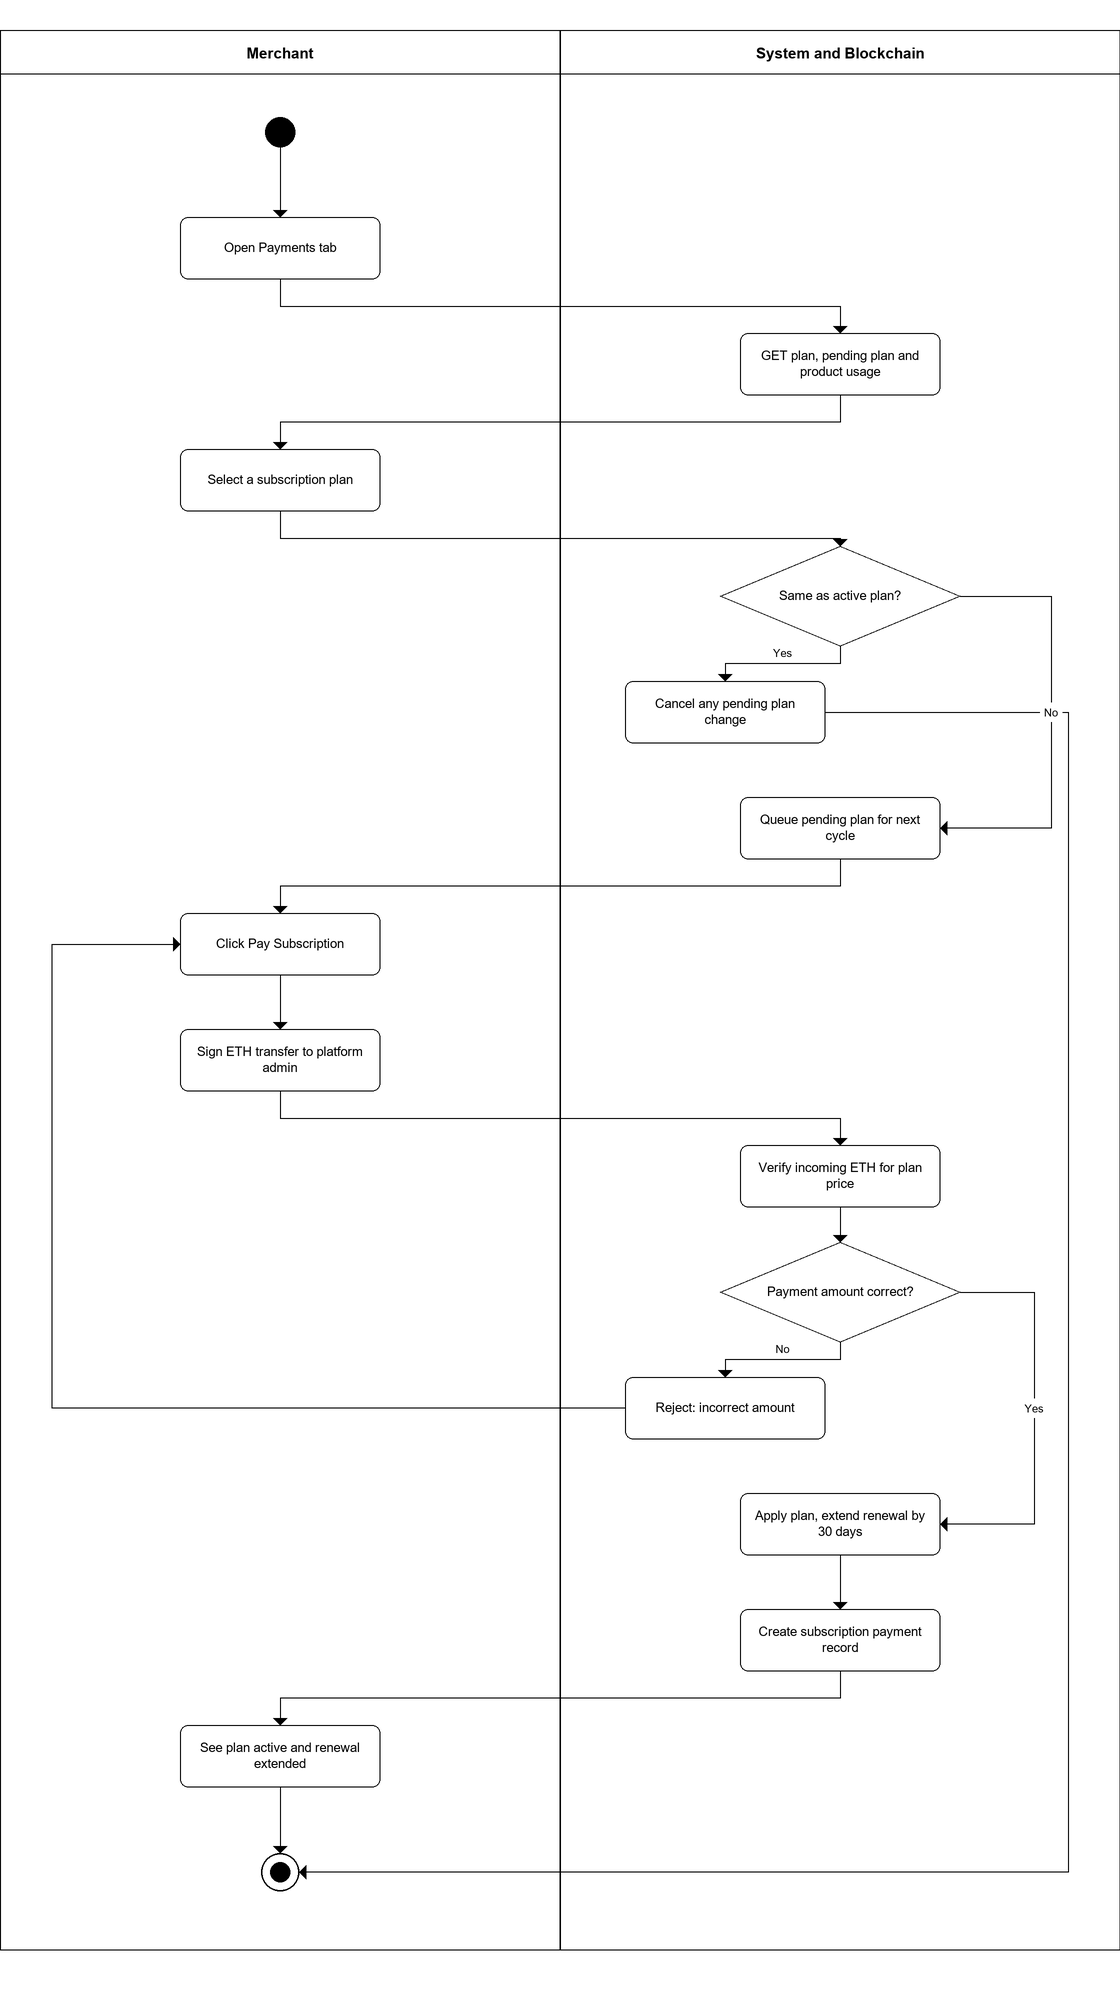 Merchant
System and Blockchain
Open Payments tab
GET plan, pending plan and
product usage
Select a subscription plan
Same as active plan?
Yes
Cancel any pending plan
change
No
Queue pending plan for next
cycle
Click Pay Subscription
Sign ETH transfer to platform
admin
Verify incoming ETH for plan
price
Payment amount correct?
No
Reject: incorrect amount
Yes
Apply plan, extend renewal by
30 days
Create subscription payment
record
See plan active and renewal
extended